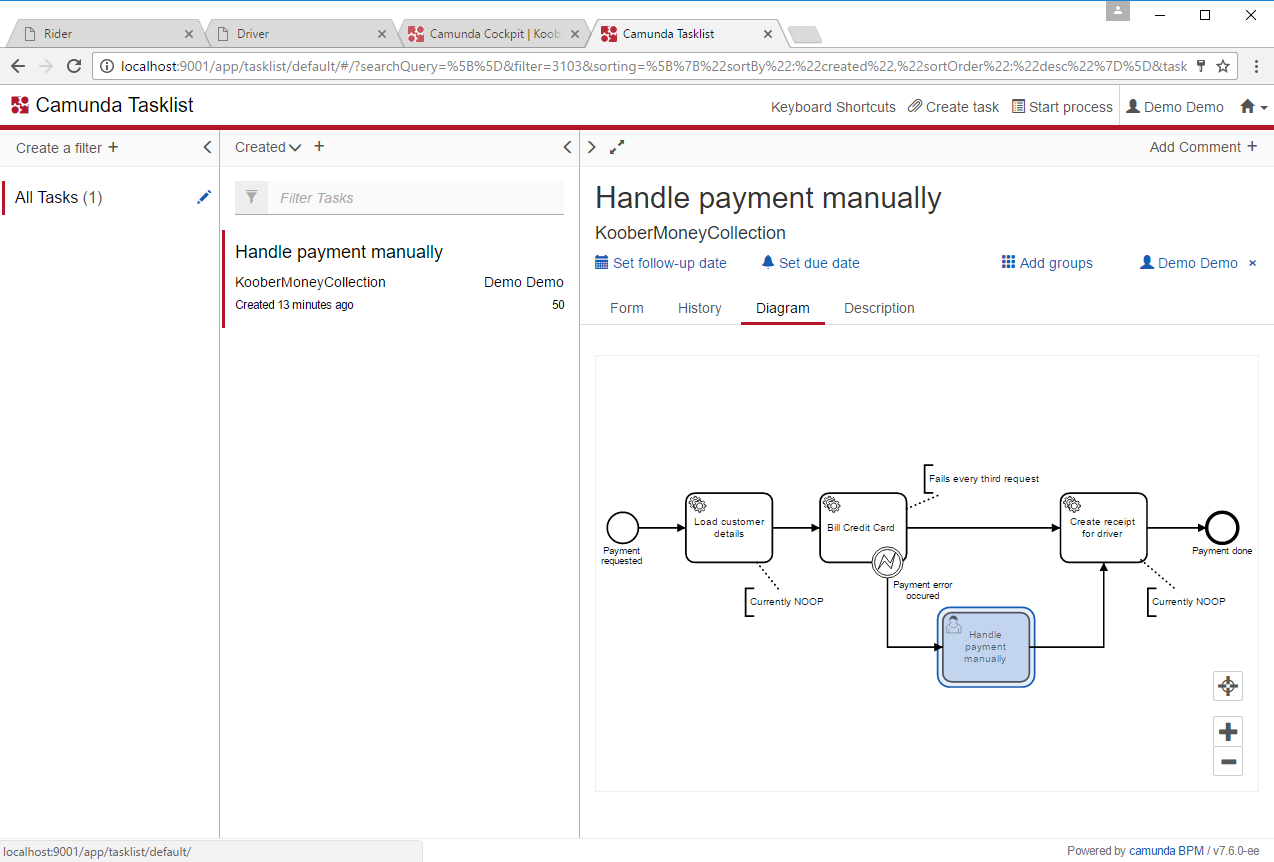 Rider
Driver
Camunda Cockpit | Koob
Camunda Tasklist
localhost:9001/app/tasklist/default/#/?searchQuery=%5B%5D&filter=3103&sorting=%5B%7B%22sortBy%22:%22created%22,%22sortOrder%22:%22desc%22%7D%5D&task
Camunda Tasklist
Keyboard Shortcuts
Create task
Start process
Demo Demo
Create a filter +
Created
Add Comment +
All Tasks (1)
Filter Tasks
Handle payment manually
KooberMoneyCollection
Demo Demo
Created 13 minutes ago
50
Handle payment manually
KooberMoneyCollection
Set follow-up date
Set due date
Add groups
Demo Demo ×
Form
History
Diagram
Description
Fails every third request
Load customer
details
Bill Credit Card
Create receipt
for driver
Payment
requested
Payment done
Payment error
occured
Currently NOOP
Currently NOOP
Handle
payment
manually
localhost:9001/app/tasklist/default/
Powered by camunda BPM / v7.6.0-ee